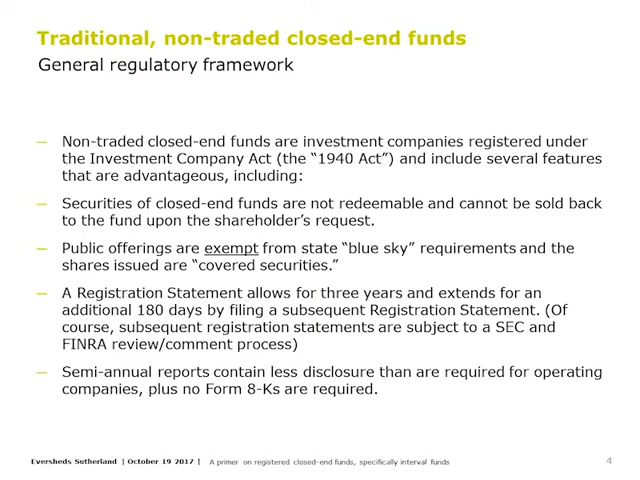 Traditional, non-traded closed-end funds
General regulatory framework
— Non-traded closed-end funds are investment companies registered under
the Investment Company Act (the “1940 Act”) and include several features
that are advantageous, including:
— Securities of closed-end funds are not redeemable and cannot be sold back
to the fund upon the shareholder’s request.
— Public offerings are exempt from state “blue sky” requirements and the
shares issued are “covered securities.”
— A Registration Statement allows for three years and extends for an
additional 180 days by filing a subsequent Registration Statement. (Of
course, subsequent registration statements are subject to a SEC and
FINRA review/comment process)
— Semi-annual reports contain less disclosure than are required for operating
companies, plus no Form 8-Ks are required.
Eversheds Sutherland | October 19 2017 | A primer on registered closed-end funds, specifically interval funds 4